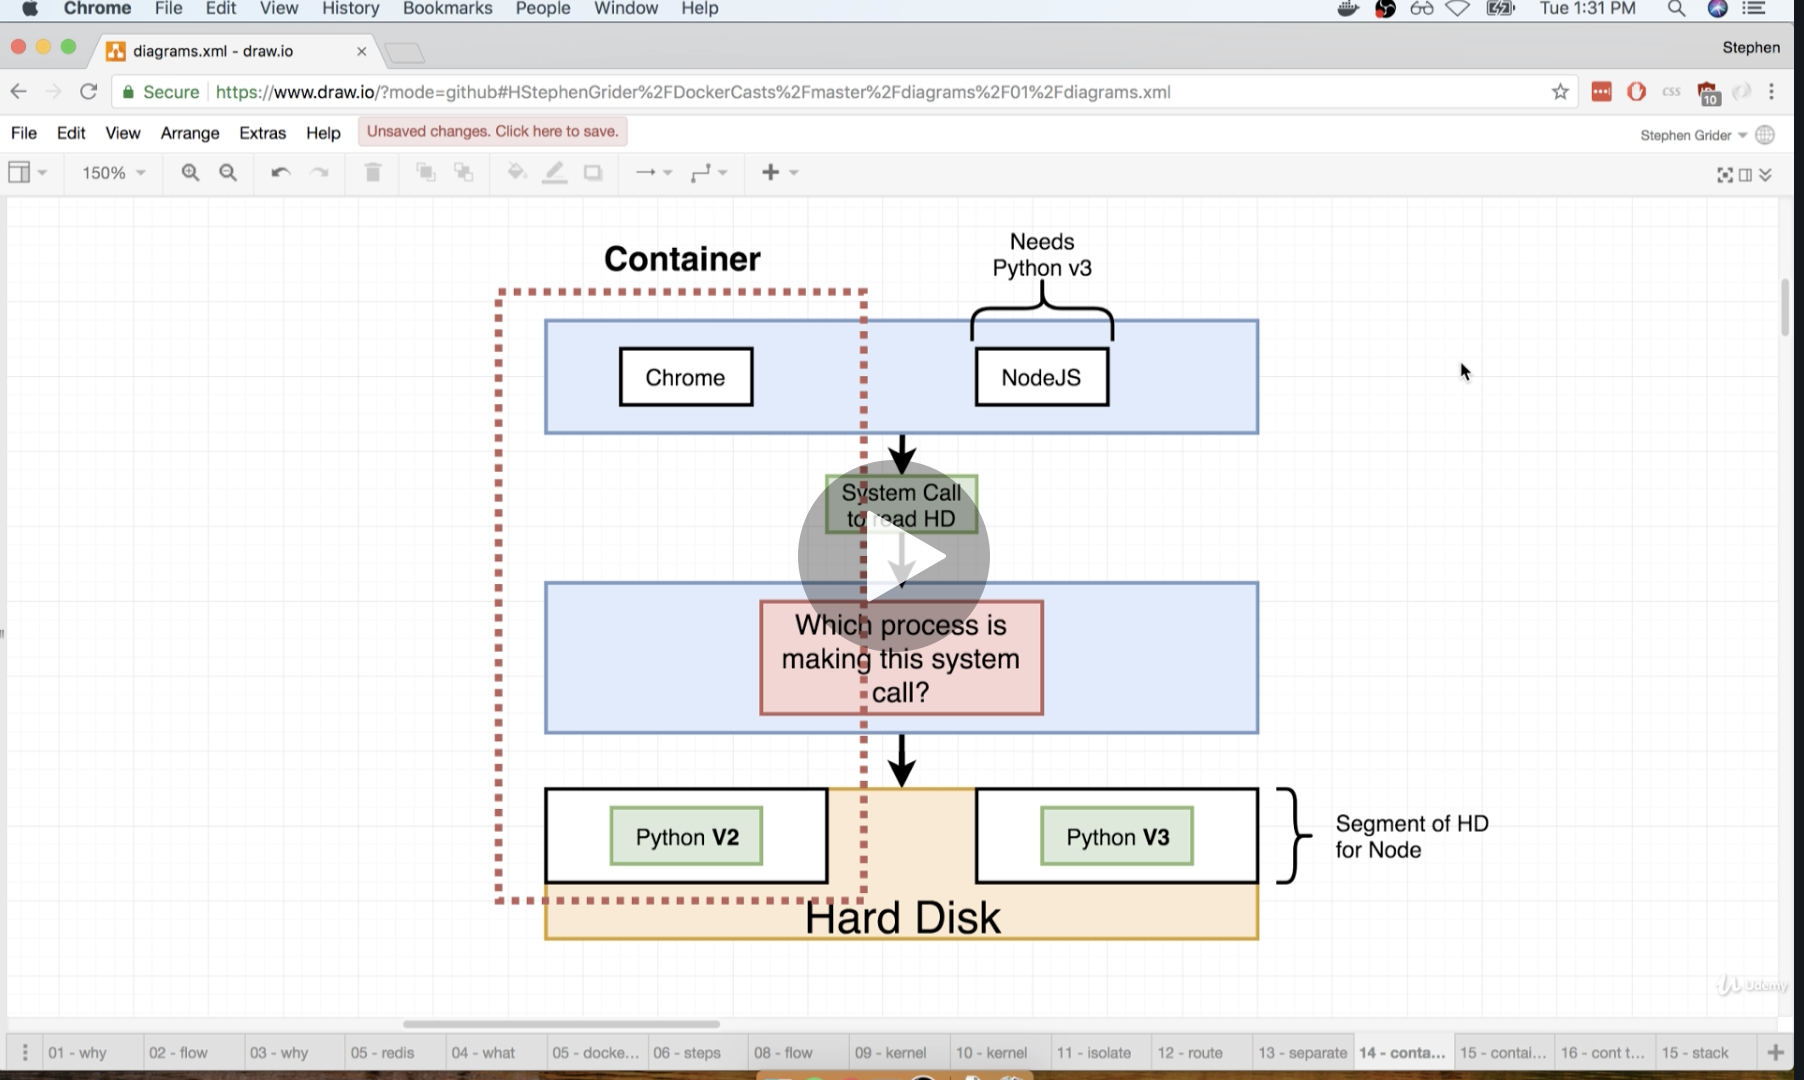 Chrome File Edit View History Bookmarks People Window Help Tue 1:31 PM
diagrams.xml - draw.io Stephen
Secure https://www.draw.io/?mode=github#HStephenGrider%2FDockerCasts%2Fmaster%2Fdiagrams%2F01%2Fdiagrams.xml css 10
File Edit View Arrange Extras Help Unsaved changes. Click here to save. Stephen Grider
150%
Needs
Python v3
Container
Chrome
NodeJS
System Call
to read HD
Which process is
making this system
call?
Python V2
Python V3
Segment of HD
for Node
Hard Disk
Udemy
01 - why 02 - flow 03 - why 05 - redis 04 - what 05 - docke... 06 - steps 08 - flow 09 - kernel 10 - kernel 11 - isolate 12 - route 13 - separate 14 - conta... 15 - contai... 16 - cont t... 15 - stack